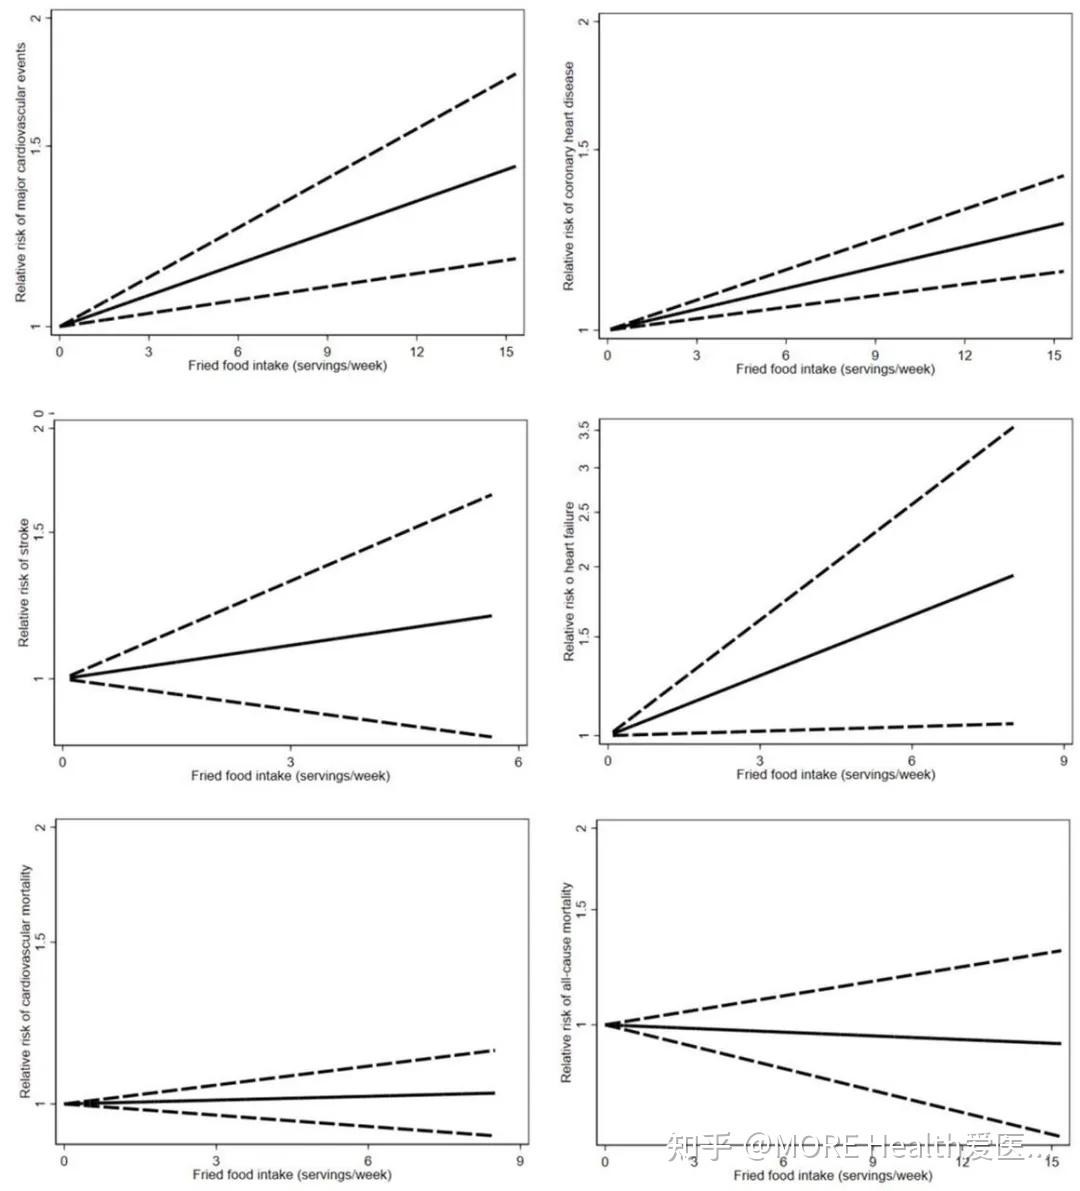 Relative risk of major cardiovascular events
2
1.5
1
0 3 6 9 12 15
Fried food intake (servings/week)
Relative risk of coronary heart disease
2
1.5
1
0 3 6 9 12 15
Fried food intake (servings/week)
Relative risk of stroke
0
2
1.5
1
0 3 6
Fried food intake (servings/week)
Relative risk o heart failure
3.5
3
2.5
2
1.5
1
0 3 6 9
Fried food intake (servings/week)
Relative risk of cardiovascular mortality
2
1.5
1
0 3 6 9
Fried food intake (servings/week)
Relative risk of all-cause mortality
2
1.5
1
0 3 6 9 12 15
Fried food intake (servings/week)
知乎 @MORE Health爱医...